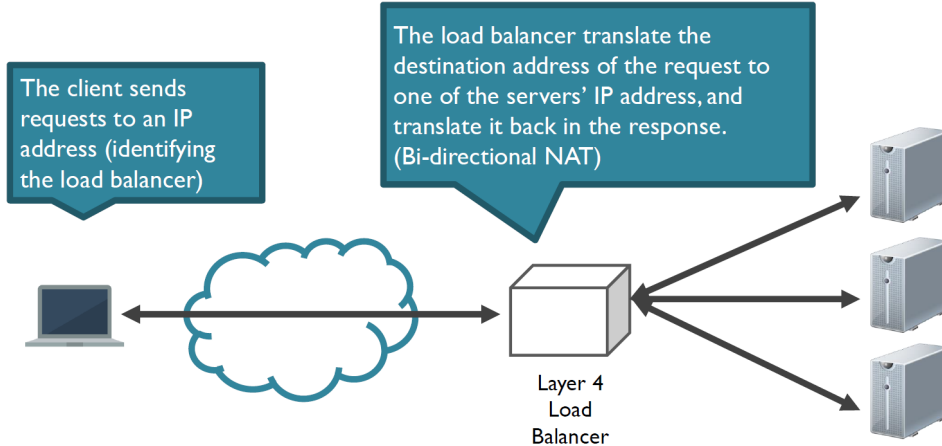 The client sends
requests to an IP
address (identifying
the load balancer)
The load balancer translate the
destination address of the request to
one of the servers' IP address, and
translate it back in the response.
(Bi-directional NAT)
Layer 4
Load
Balancer